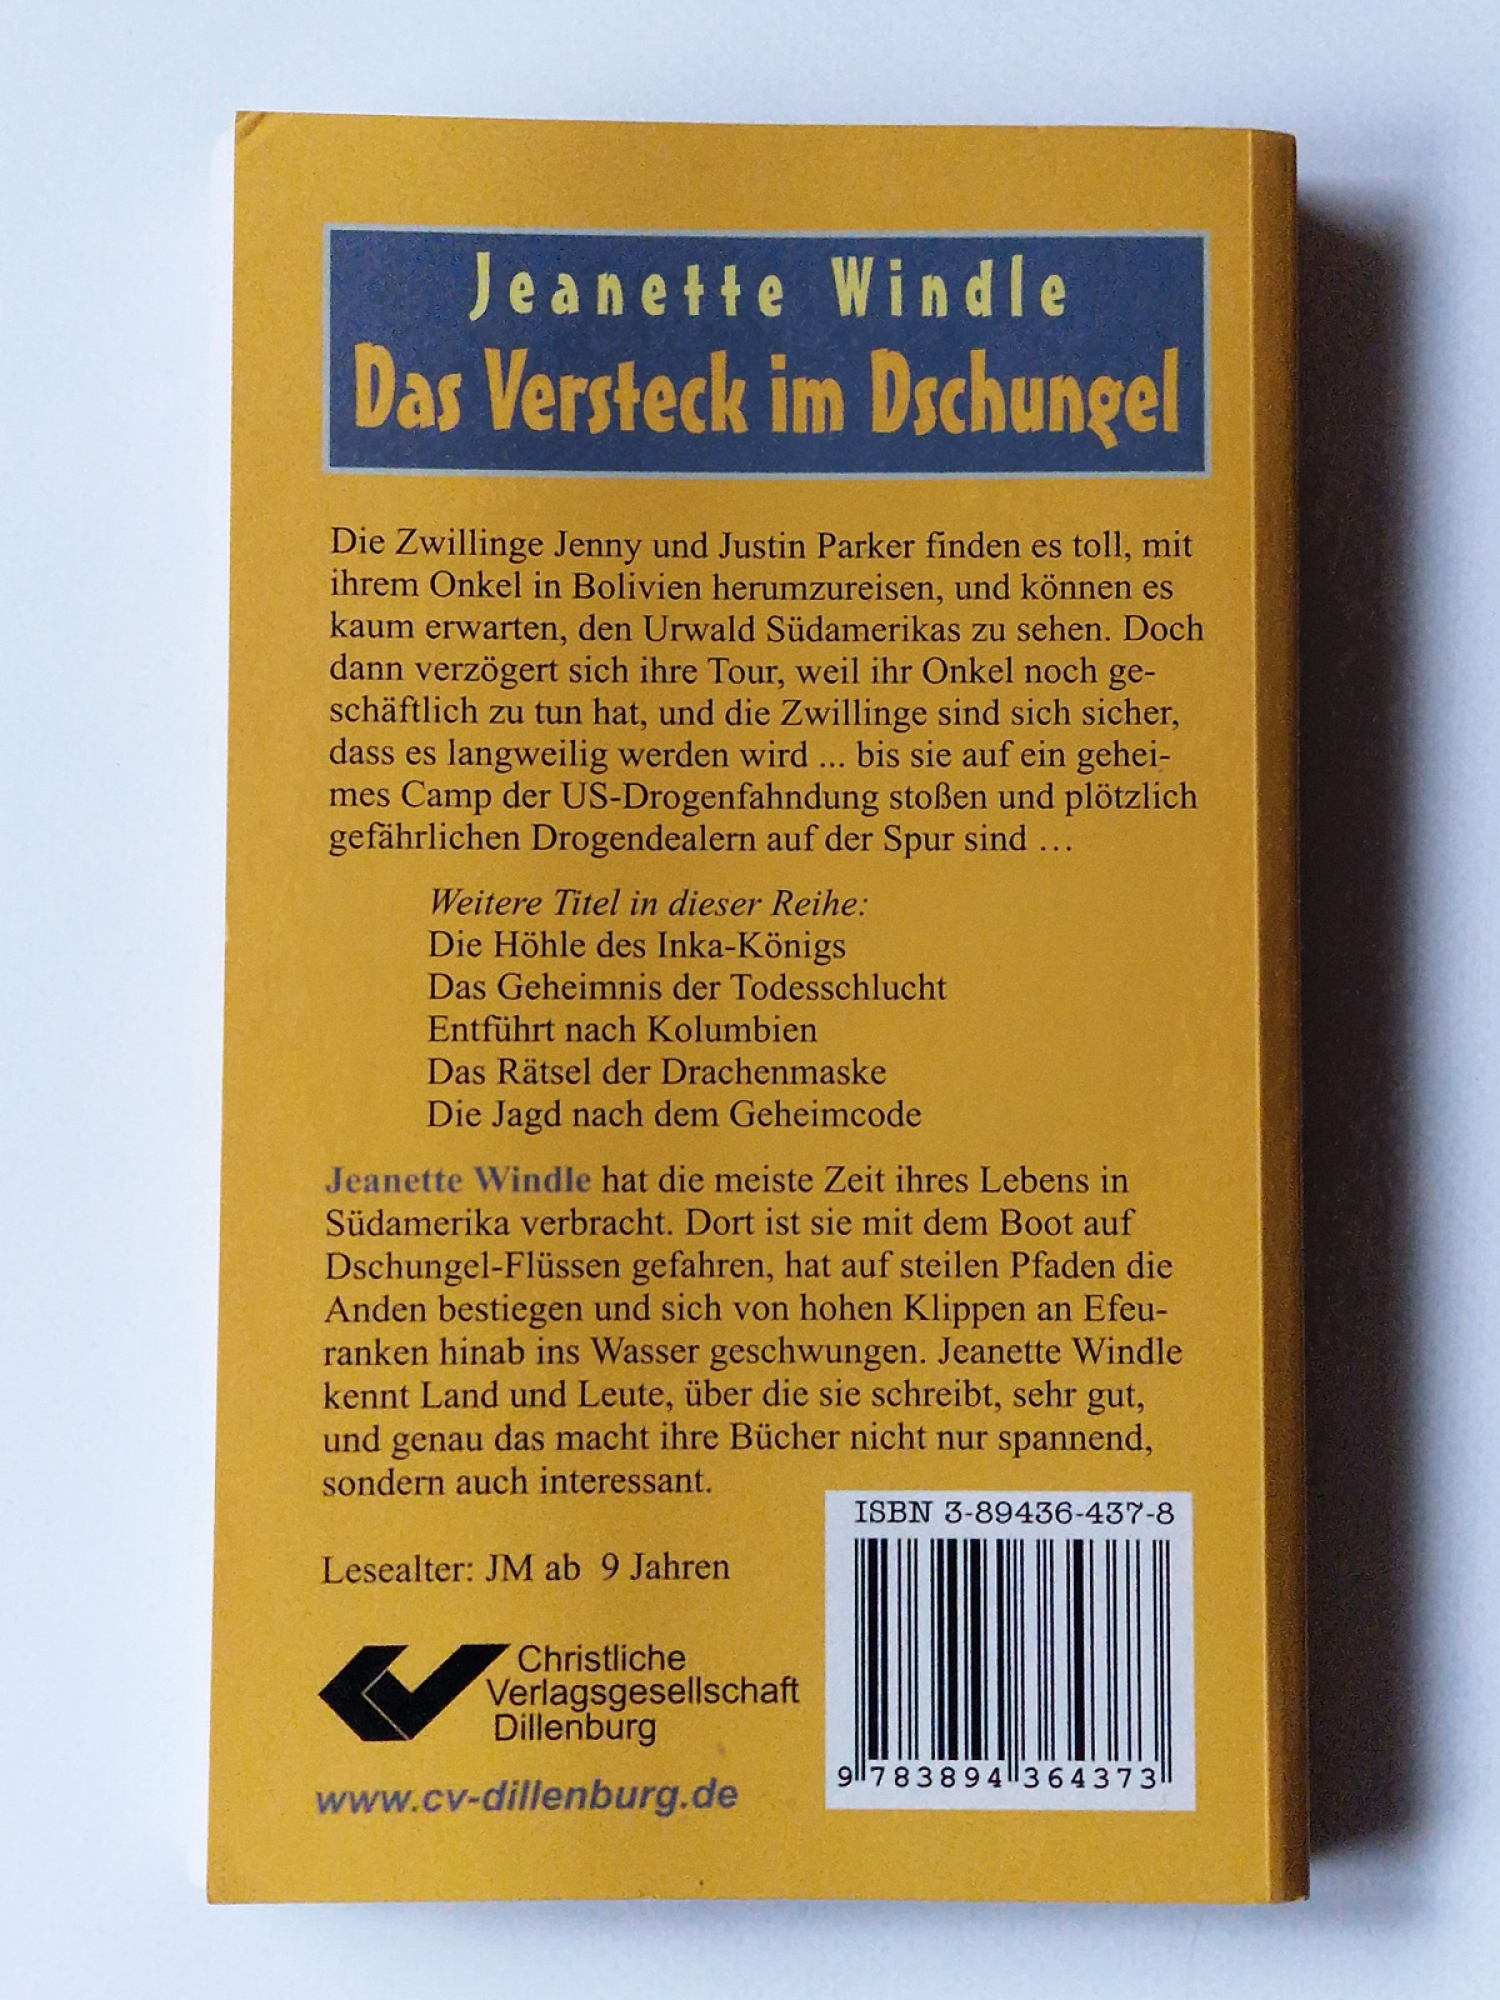 Jeanette Windle
Das Versteck im Dschungel
Die Zwillinge Jenny und Justin Parker finden es toll, mit
ihrem Onkel in Bolivien herumzureisen, und können es
kaum erwarten, den Urwald Südamerikas zu sehen. Doch
dann verzögert sich ihre Tour, weil ihr Onkel noch ge-
schäftlich zu tun hat, und die Zwillinge sind sich sicher,
dass es langweilig werden wird ... bis sie auf ein gehei-
mes Camp der US-Drogenfahndung stoßen und plötzlich
gefährlichen Drogendealern auf der Spur sind ...
Weitere Titel in dieser Reihe:
Die Höhle des Inka-Königs
Das Geheimnis der Todesschlucht
Entführt nach Kolumbien
Das Rätsel der Drachenmaske
Die Jagd nach dem Geheimcode
Jeanette Windle hat die meiste Zeit ihres Lebens in
Südamerika verbracht. Dort ist sie mit dem Boot auf
Dschungel-Flüssen gefahren, hat auf steilen Pfaden die
Anden bestiegen und sich von hohen Klippen an Efeu-
ranken hinab ins Wasser geschwungen. Jeanette Windle
kennt Land und Leute, über die sie schreibt, sehr gut,
und genau das macht ihre Bücher nicht nur spannend,
sondern auch interessant.
Lesealter: JM ab 9 Jahren
Christliche
Verlagsgesellschaft
Dillenburg
www.cv-dillenburg.de
ISBN 3-89436-437-8
9 783894 364373